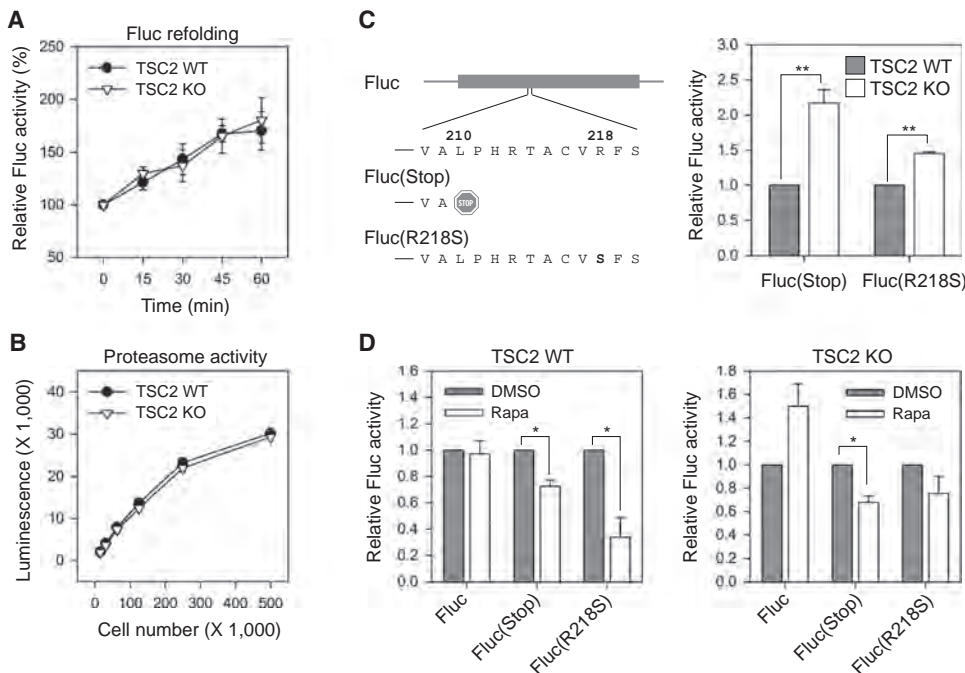 A
Fluc refolding
Relative Fluc activity (%)
250
200
150
100
50
TSC2 WT
TSC2 KO
0 15 30 45 60
Time (min)
B
Proteasome activity
Luminescence (X 1,000)
40
30
20
10
0
TSC2 WT
TSC2 KO
0 100 200 300 400 500
Cell number (X 1,000)
C
Fluc
210 218
V A L P H R T A C V R F S
Fluc(Stop)
V A STOP
Fluc(R218S)
V A L P H R T A C V S F S
Relative Fluc activity
3.0
2.5
2.0
1.5
1.0
0.5
0.0
TSC2 WT
TSC2 KO
** **
Fluc(Stop) Fluc(R218S)
D
TSC2 WT
Relative Fluc activity
1.6
1.4
1.2
1.0
0.8
0.6
0.4
0.2
0.0
DMSO
Rapa
* *
Fluc Fluc(Stop) Fluc(R218S)
TSC2 KO
Relative Fluc activity
1.8
1.6
1.4
1.2
1.0
0.8
0.6
0.4
0.2
0.0
DMSO
Rapa
*
Fluc Fluc(Stop) Fluc(R218S)